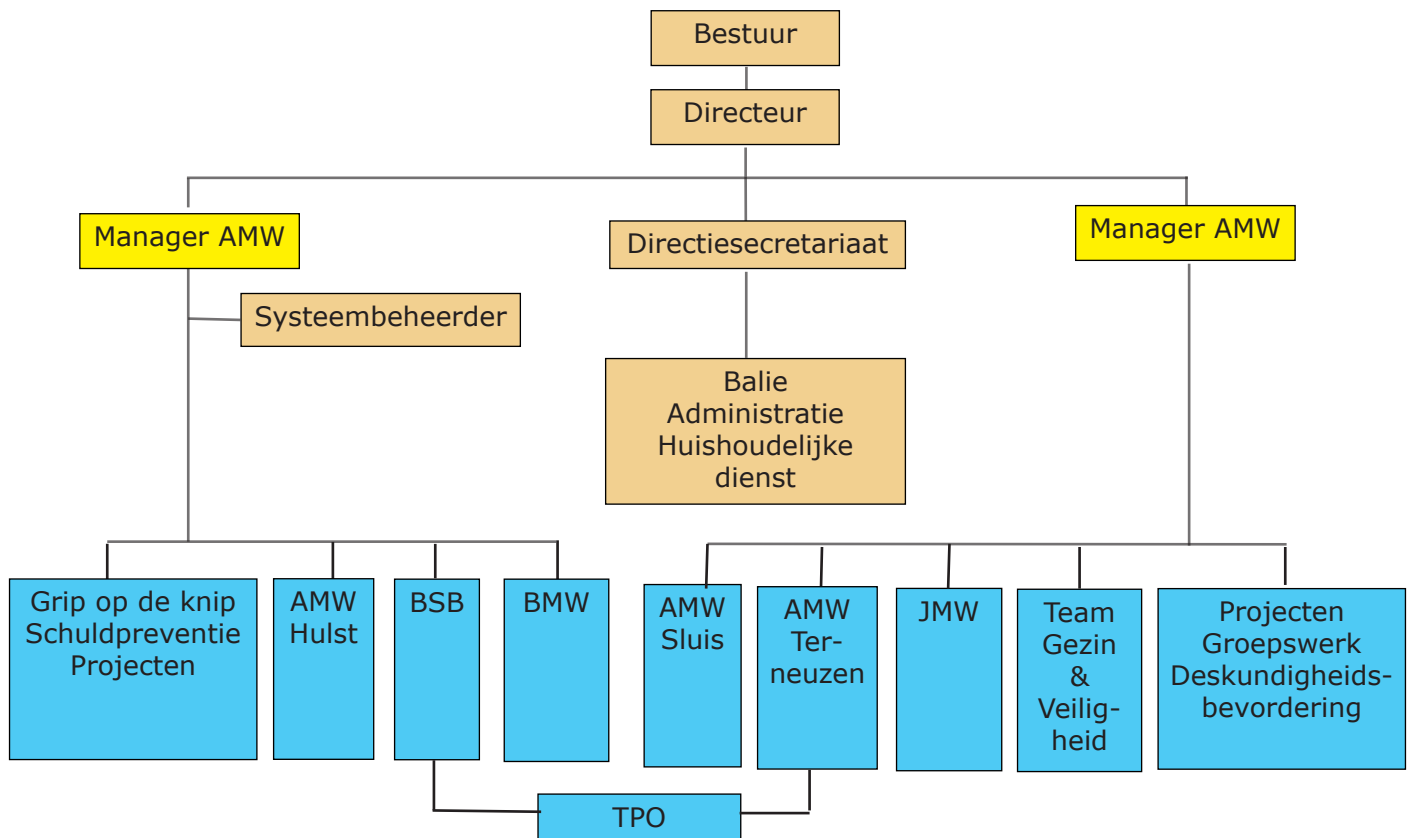 Bestuur
Directeur
Manager AMW
Directiesecretariaat
Manager AMW
Systeembeheerder
Balie
Administratie
Huishoudelijke
dienst
Grip op de knip
Schuldpreventie
Projecten
AMW
Hulst
BSB
BMW
AMW
Sluis
AMW
Ter-
neuzen
JMW
Team
Gezin
&
Veilig-
heid
Projecten
Groepswerk
Deskundigheids-
bevordering
TPO